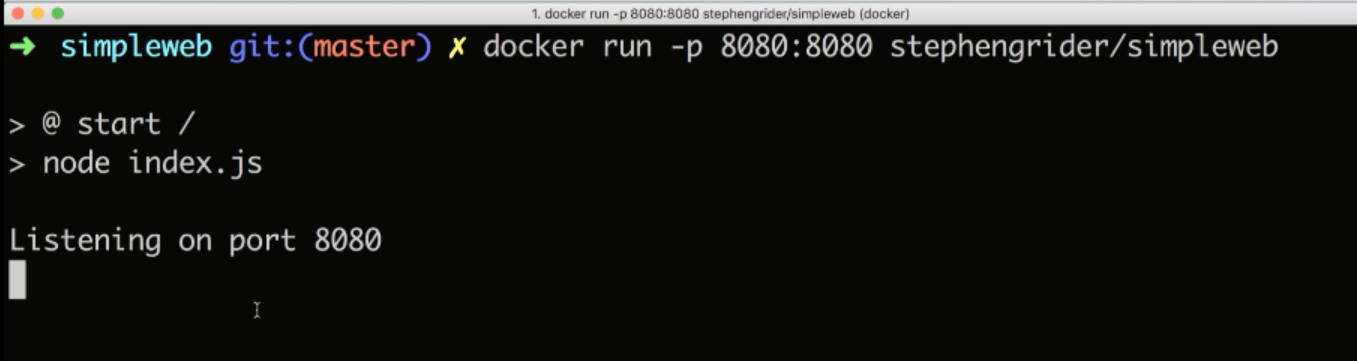 1. docker run -p 8080:8080 stephengrider/simpleweb (docker)
➜ simpleweb git:(master) ✗ docker run -p 8080:8080 stephengrider/simpleweb
> @ start /
> node index.js
Listening on port 8080